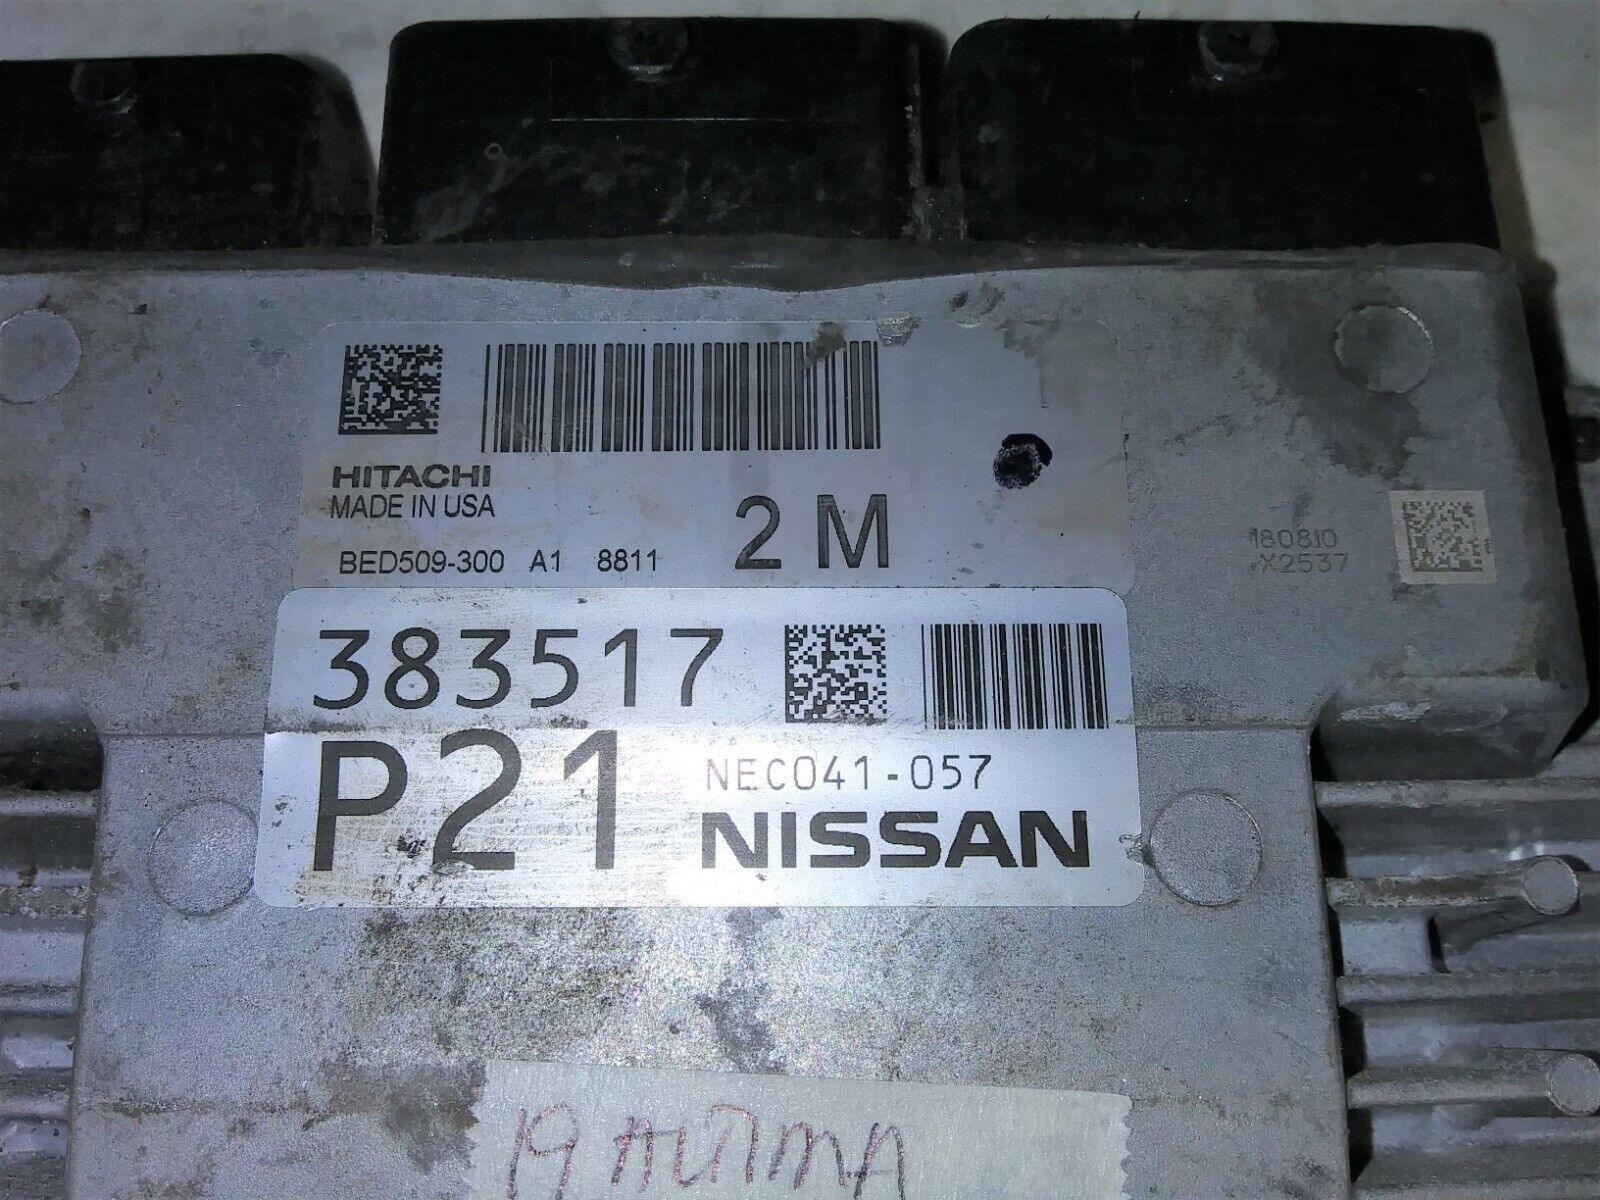 HITACHI
MADE IN USA
BED509-300 A1 8811 2 M
180810
X2537
383517
P21 NEC041-057
NISSAN
19 ALTIMA